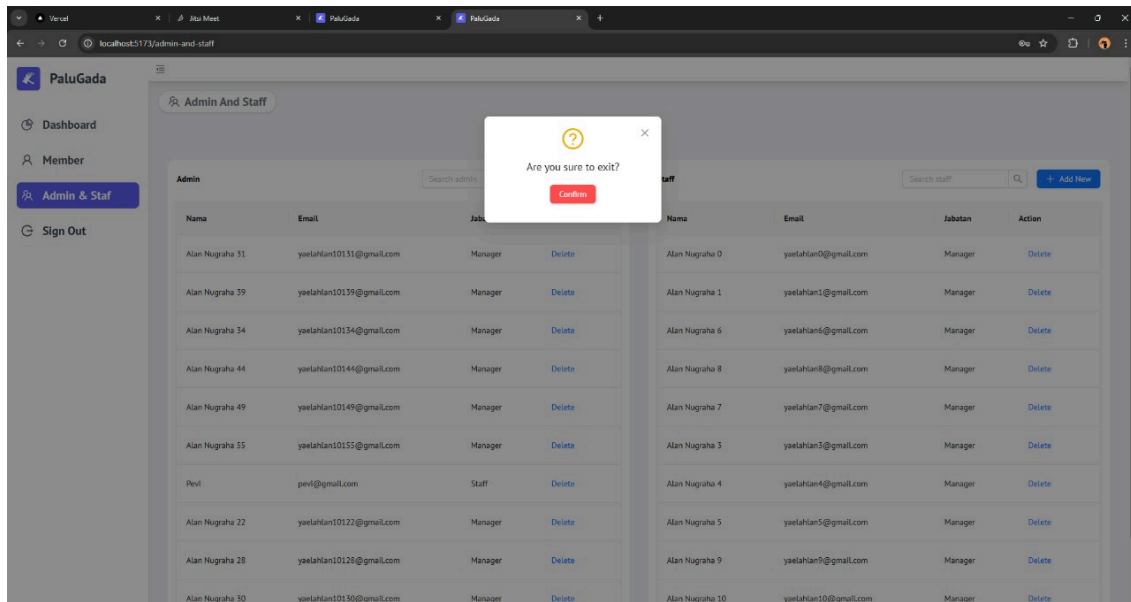 Vercel
Jitsi Meet
PaluGada
PaluGada
localhost:5173/admin-and-staff
PaluGada
Dashboard
Member
Admin & Staf
Sign Out
Admin And Staff
Are you sure to exit?
Confirm
Admin
Search admin
Nama Email
Alan Nugraha 31 yaelahlan10131@gmail.com Manager Delete
Alan Nugraha 39 yaelahlan10139@gmail.com Manager Delete
Alan Nugraha 34 yaelahlan10134@gmail.com Manager Delete
Alan Nugraha 44 yaelahlan10144@gmail.com Manager Delete
Alan Nugraha 49 yaelahlan10149@gmail.com Manager Delete
Alan Nugraha 55 yaelahlan10155@gmail.com Manager Delete
Pevi pevi@gmail.com Staff Delete
Alan Nugraha 22 yaelahlan10122@gmail.com Manager Delete
Alan Nugraha 28 yaelahlan10128@gmail.com Manager Delete
Alan Nugraha 30 yaelahlan10130@gmail.com Manager Delete
Search staff
+ Add New
Nama Email Jabatan Action
Alan Nugraha 0 yaelahlan0@gmail.com Manager Delete
Alan Nugraha 1 yaelahlan1@gmail.com Manager Delete
Alan Nugraha 6 yaelahlan6@gmail.com Manager Delete
Alan Nugraha 8 yaelahlan8@gmail.com Manager Delete
Alan Nugraha 7 yaelahlan7@gmail.com Manager Delete
Alan Nugraha 3 yaelahlan3@gmail.com Manager Delete
Alan Nugraha 4 yaelahlan4@gmail.com Manager Delete
Alan Nugraha 5 yaelahlan5@gmail.com Manager Delete
Alan Nugraha 9 yaelahlan9@gmail.com Manager Delete
Alan Nugraha 10 yaelahlan10@gmail.com Manager Delete